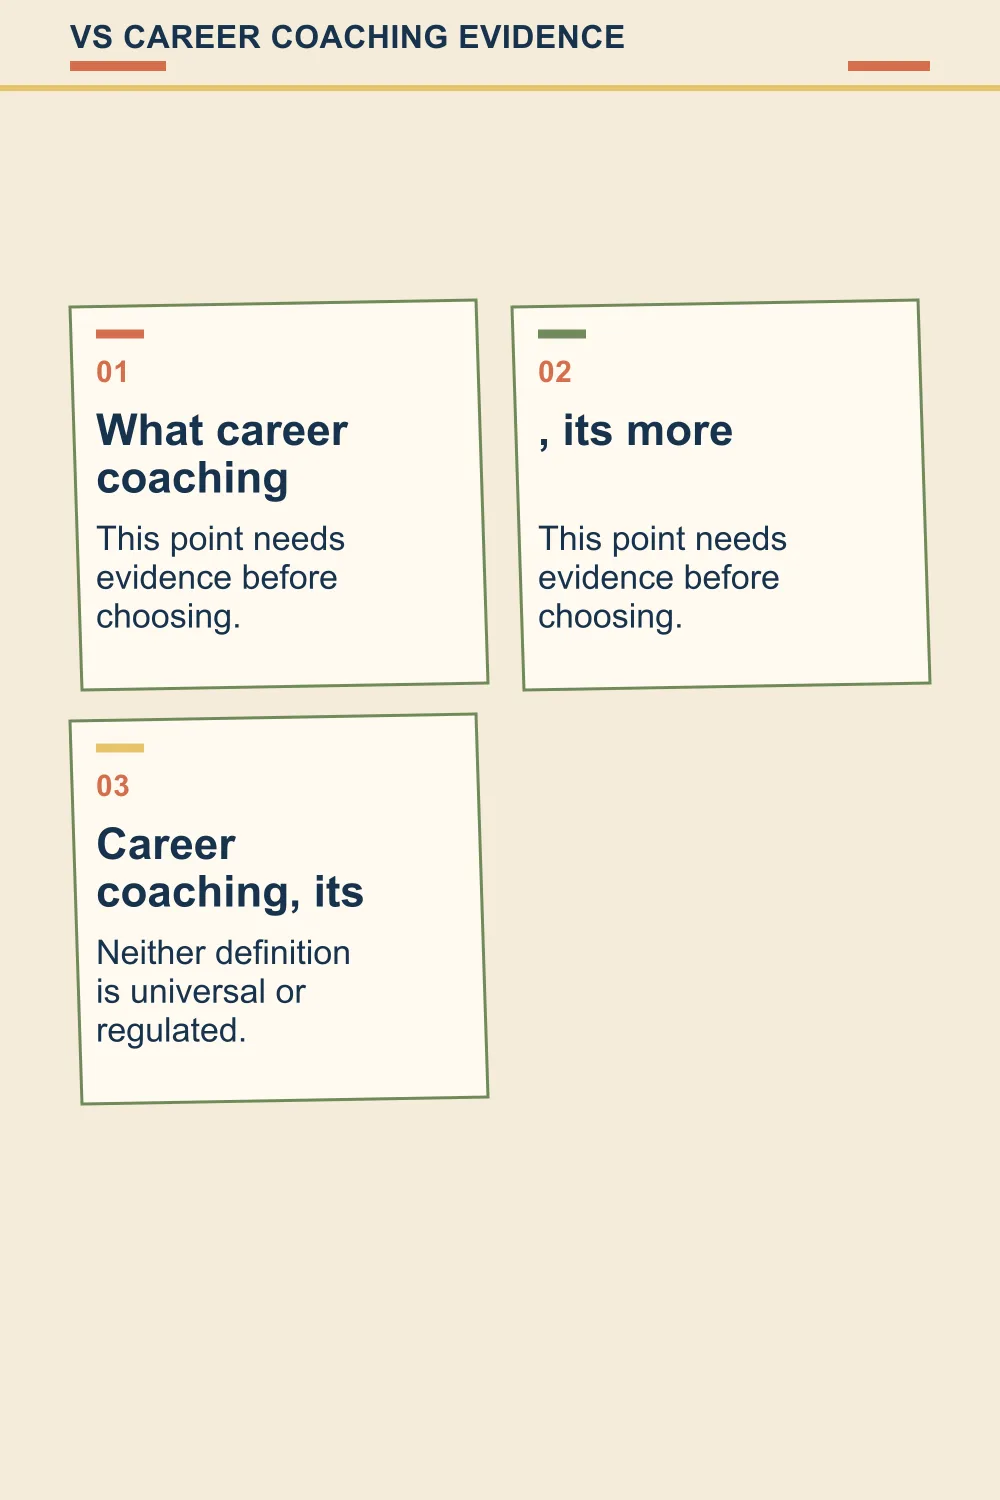 VS CAREER COACHING EVIDENCE
01
What career
coaching
This point needs
evidence before
choosing.
02
, its more
This point needs
evidence before
choosing.
03
Career
coaching, its
Neither definition
is universal or
regulated.